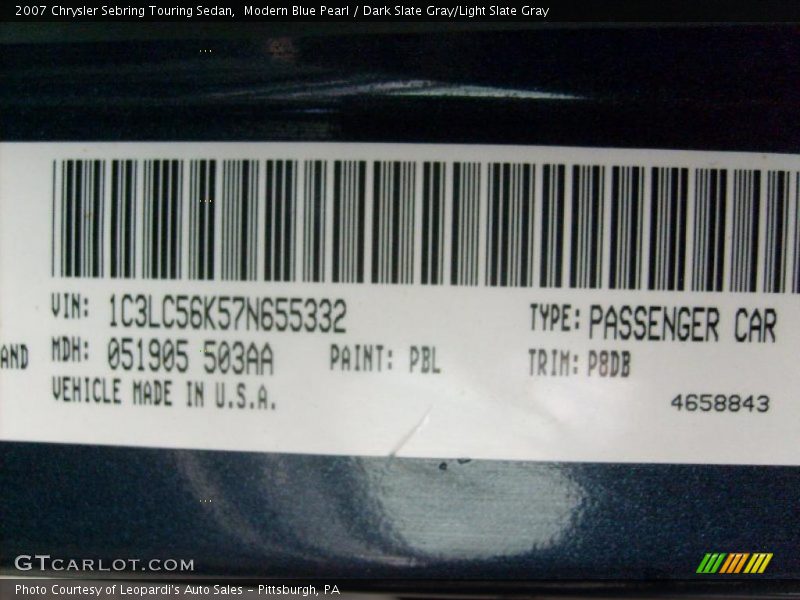 2007 Chrysler Sebring Touring Sedan,  Modern Blue Pearl / Dark Slate Gray/Light Slate Gray
VIN: 1C3LC56K57N655332 TYPE: PASSENGER CAR
AND MDH: 051905 503AA PAINT: PBL TRIM: P8DB
VEHICLE MADE IN U.S.A. 4658843
GTCARLOT.COM
Photo Courtesy of Leopardi's Auto Sales - Pittsburgh, PA